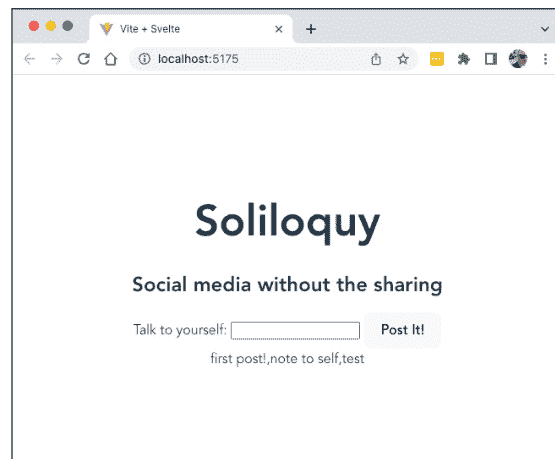 Vite + Svelte
localhost:5175
Soliloquy
Social media without the sharing
Talk to yourself: Post It!
first post!,note to self,test